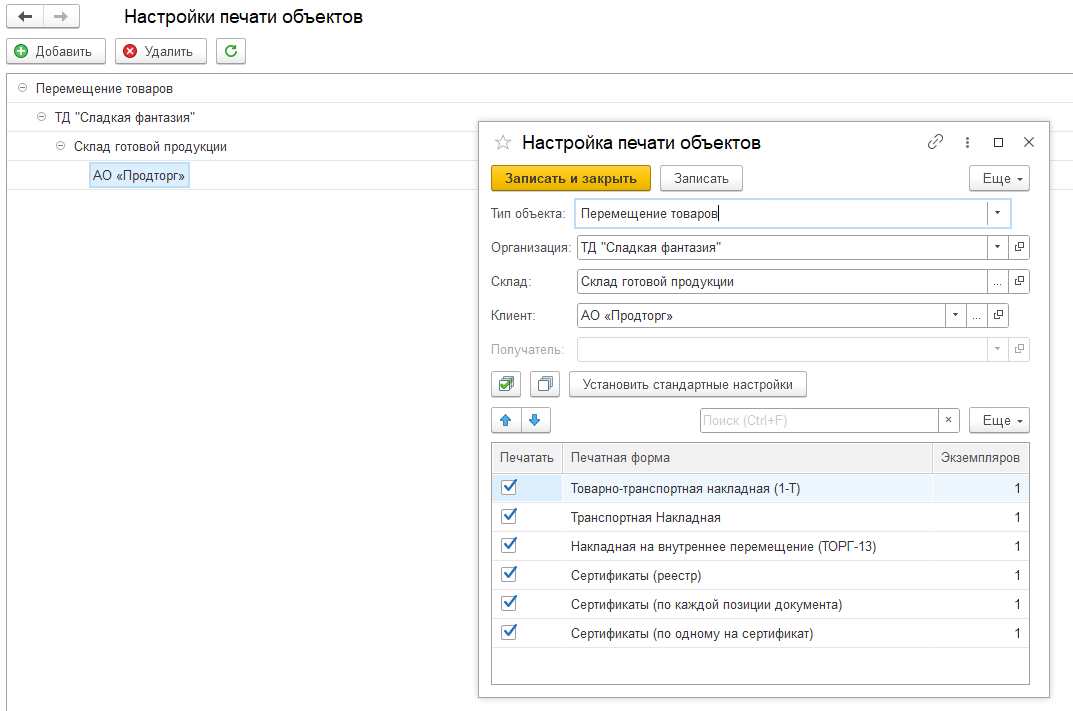 Настройки печати объектов
Добавить Удалить
Перемещение товаров
ТД "Сладкая фантазия"
Склад готовой продукции
АО «Продторг»
Настройка печати объектов
Записать и закрыть Записать Еще
Тип объекта: Перемещение товаров
Организация: ТД "Сладкая фантазия"
Склад: Склад готовой продукции ...
Клиент: АО «Продторг» ...
Получатель:
Установить стандартные настройки
Поиск (Ctrl+F) × Еще
Печатать Печатная форма Экземпляров
Товарно-транспортная накладная (1-Т) 1
Транспортная Накладная 1
Накладная на внутреннее перемещение (ТОРГ-13) 1
Сертификаты (реестр) 1
Сертификаты (по каждой позиции документа) 1
Сертификаты (по одному на сертификат) 1